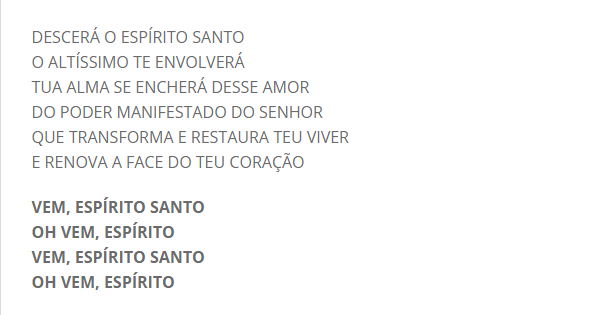 DESCERÁ O ESPÍRITO SANTO
O ALTÍSSIMO TE ENVOLVERÁ
TUA ALMA SE ENCHERÁ DESSE AMOR
DO PODER MANIFESTADO DO SENHOR
QUE TRANSFORMA E RESTAURA TEU VIVER
E RENOVA A FACE DO TEU CORAÇÃO
VEM, ESPÍRITO SANTO
OH VEM, ESPÍRITO
VEM, ESPÍRITO SANTO
OH VEM, ESPÍRITO